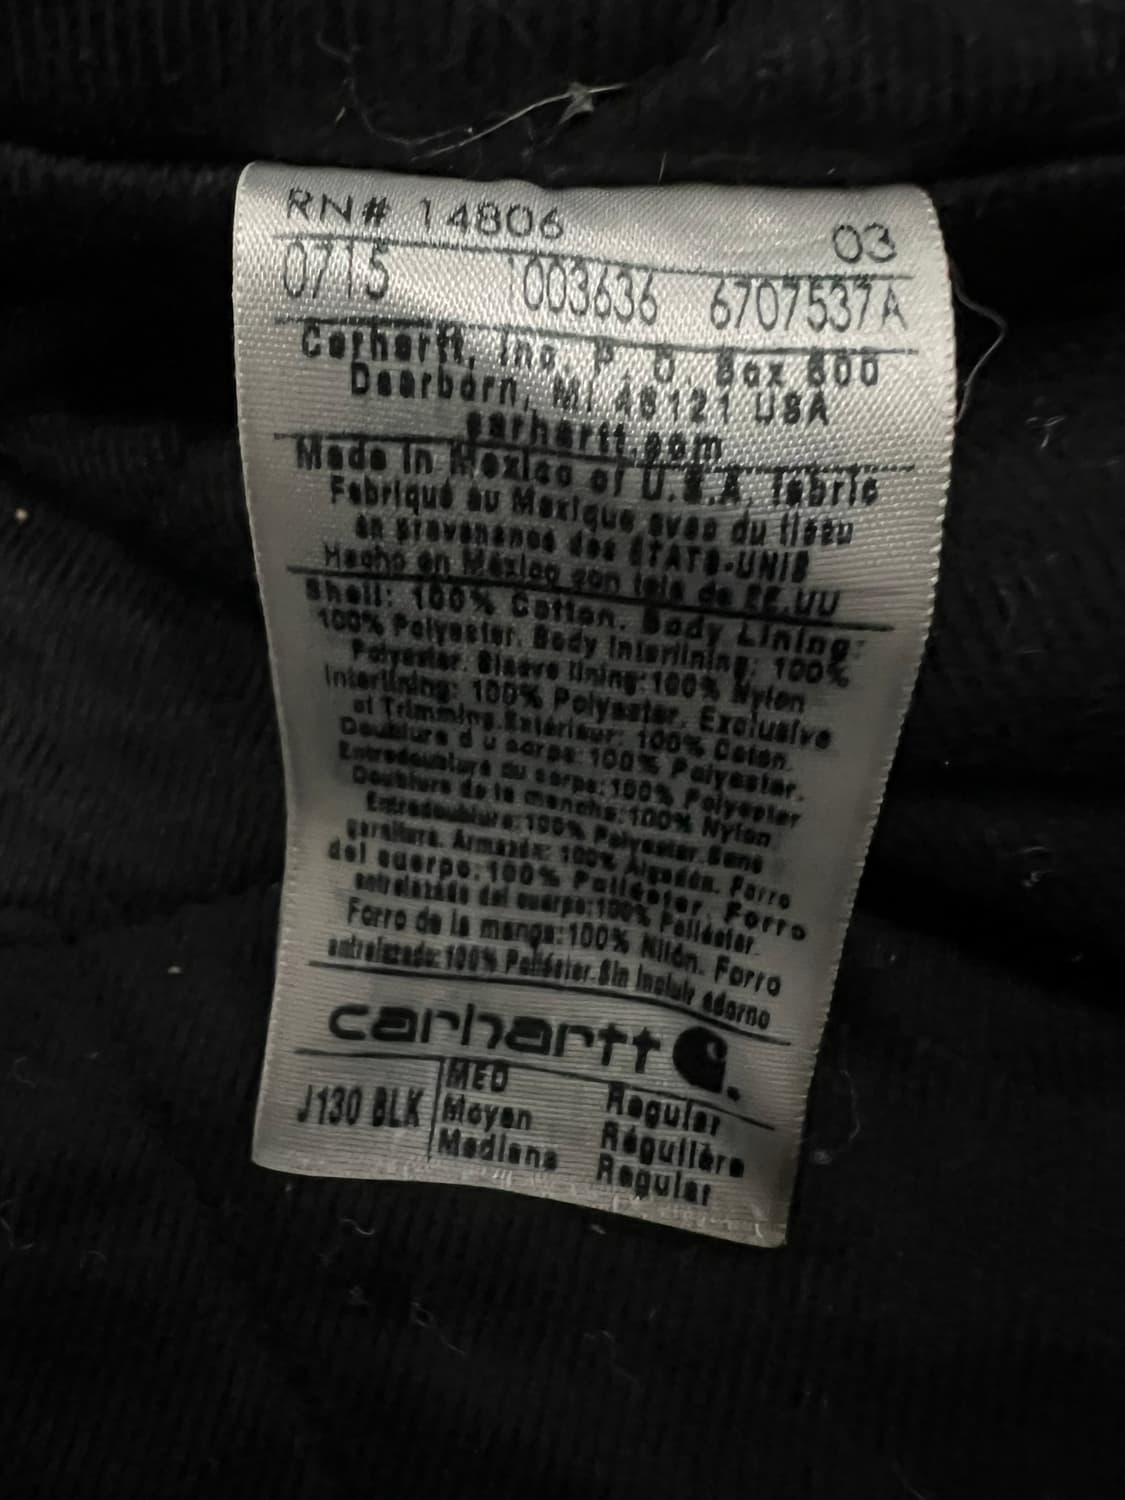 RN# 14806 03
0715 1003636 6707537A
Carhartt, Inc. P. O. Box 600
Dearborn, MI 48121 USA
carhartt.com
Made in Mexico of U.S.A. fabric
Fabriqué au Mexique avec du tissu
en provenance des ÉTATS-UNIS
Hecho en México con tela de EE.UU
Shell: 100% Cotton. Body Lining:
100% Polyester. Body Interlining: 100%
Polyester. Sleeve lining:100% Nylon
Interlining: 100% Polyester. Exclusive
of Trimming.Extérieur: 100% Coton.
Doublure d u corps:100% Polyester.
Entredoublure du corps:100% Polyester
Doublure de la manche:100% Nylon
Entredoublure:100% Polyester.Sans
garniture. Armazón: 100% Algodón. Forro
del cuerpo:100% Poliéster. Forro
entrelazado del cuerpo:100% Poliéster.
Forro de la manga:100% Nilón. Forro
entrelazado:100% Poliéster.Sin incluir adorno
carhartt
J130 BLK MED Regular
Moyen Régulière
Mediana Regular